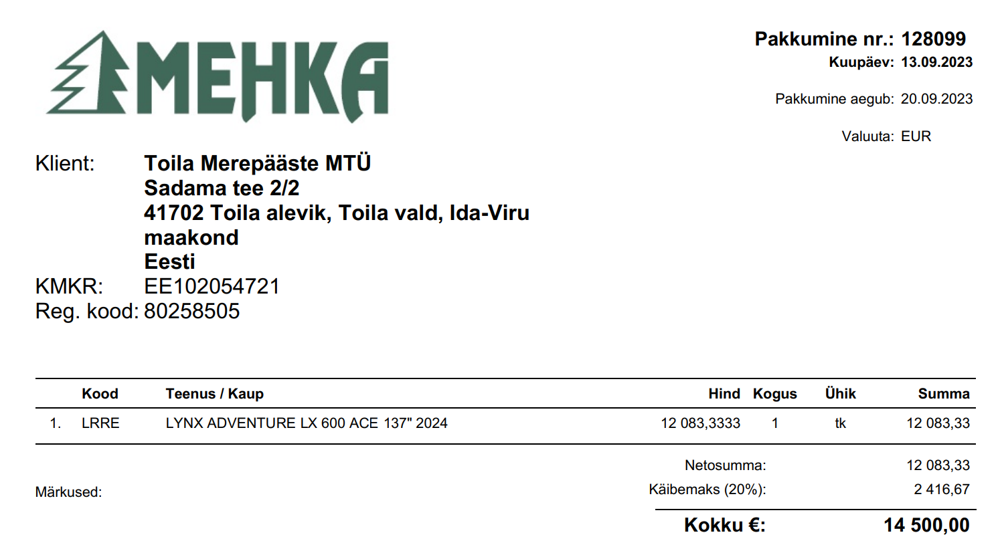 MEHKA
Pakkumine nr.: 128099
Kuupäev: 13.09.2023
Pakkumine aegub: 20.09.2023
Valuuta: EUR
Klient: Toila Merepääste MTÜ
Sadama tee 2/2
41702 Toila alevik, Toila vald, Ida-Viru
maakond
Eesti
KMKR: EE102054721
Reg. kood: 80258505
Kood Teenus / Kaup Hind Kogus Ühik Summa
1. LRRE LYNX ADVENTURE LX 600 ACE 137" 2024 12 083,3333 1 tk 12 083,33
Netosumma: 12 083,33
Käibemaks (20%): 2 416,67
Märkused:
Kokku €: 14 500,00